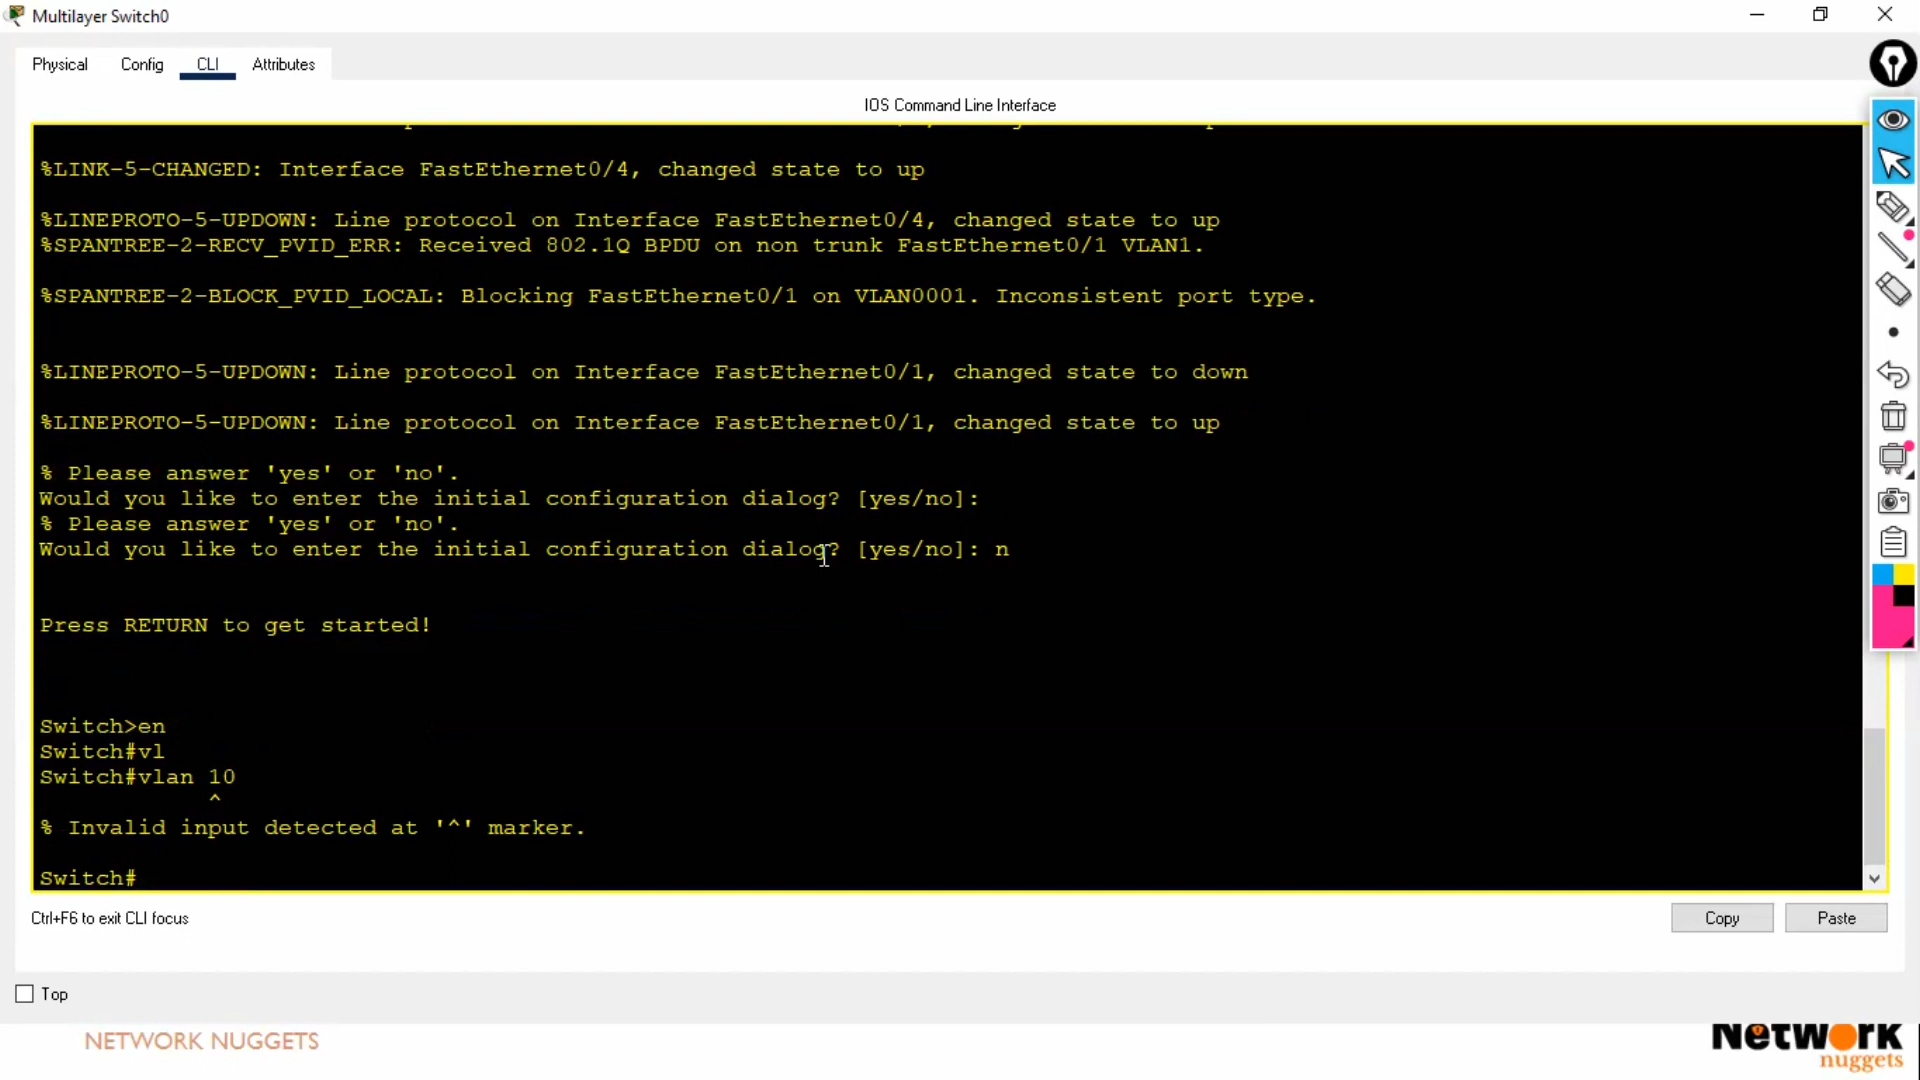 Multilayer Switch0
Physical Config CLI Attributes
IOS Command Line Interface
%LINK-5-CHANGED: Interface FastEthernet0/4, changed state to up
%LINEPROTO-5-UPDOWN: Line protocol on Interface FastEthernet0/4, changed state to up
%SPANTREE-2-RECV_PVID_ERR: Received 802.1Q BPDU on non trunk FastEthernet0/1 VLAN1.
%SPANTREE-2-BLOCK_PVID_LOCAL: Blocking FastEthernet0/1 on VLAN0001. Inconsistent port type.
%LINEPROTO-5-UPDOWN: Line protocol on Interface FastEthernet0/1, changed state to down
%LINEPROTO-5-UPDOWN: Line protocol on Interface FastEthernet0/1, changed state to up
% Please answer 'yes' or 'no'.
Would you like to enter the initial configuration dialog? [yes/no]:
% Please answer 'yes' or 'no'.
Would you like to enter the initial configuration dialog? [yes/no]: n
Press RETURN to get started!
Switch>en
Switch#vl
Switch#vlan 10
^
% Invalid input detected at '^' marker.
Switch#
Ctrl+F6 to exit CLI focus
Copy Paste
Top
NETWORK NUGGETS
NetwOrk
nuggets